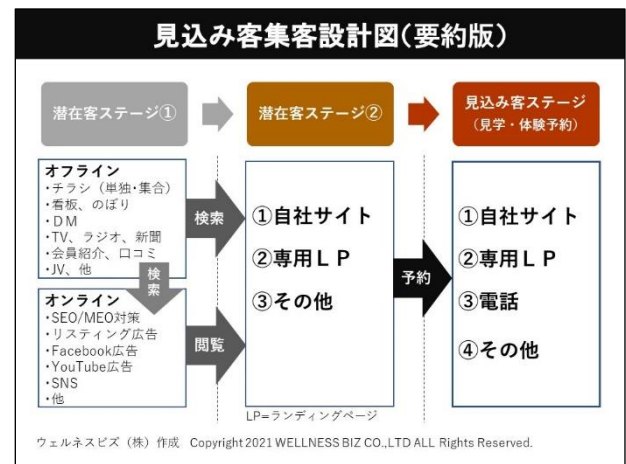 見込み客集客設計図(要約版)
潜在客ステージ①
潜在客ステージ②
見込み客ステージ
(見学・体験予約)
オフライン
・チラシ(単独・集合)
・看板、のぼり
・DM
・TV、ラジオ、新聞
・会員紹介、口コミ
・JV、他
検索
オンライン
・SEO/MEO対策
・リスティング広告
・Facebook広告
・YouTube広告
・SNS
・他
検索
閲覧
①自社サイト
②専用LP
③その他
LP=ランディングページ
予約
①自社サイト
②専用LP
③電話
④その他
ウェルネスビズ(株)作成 Copyright 2021 WELLNESS BIZ CO.,LTD ALL Rights Reserved.